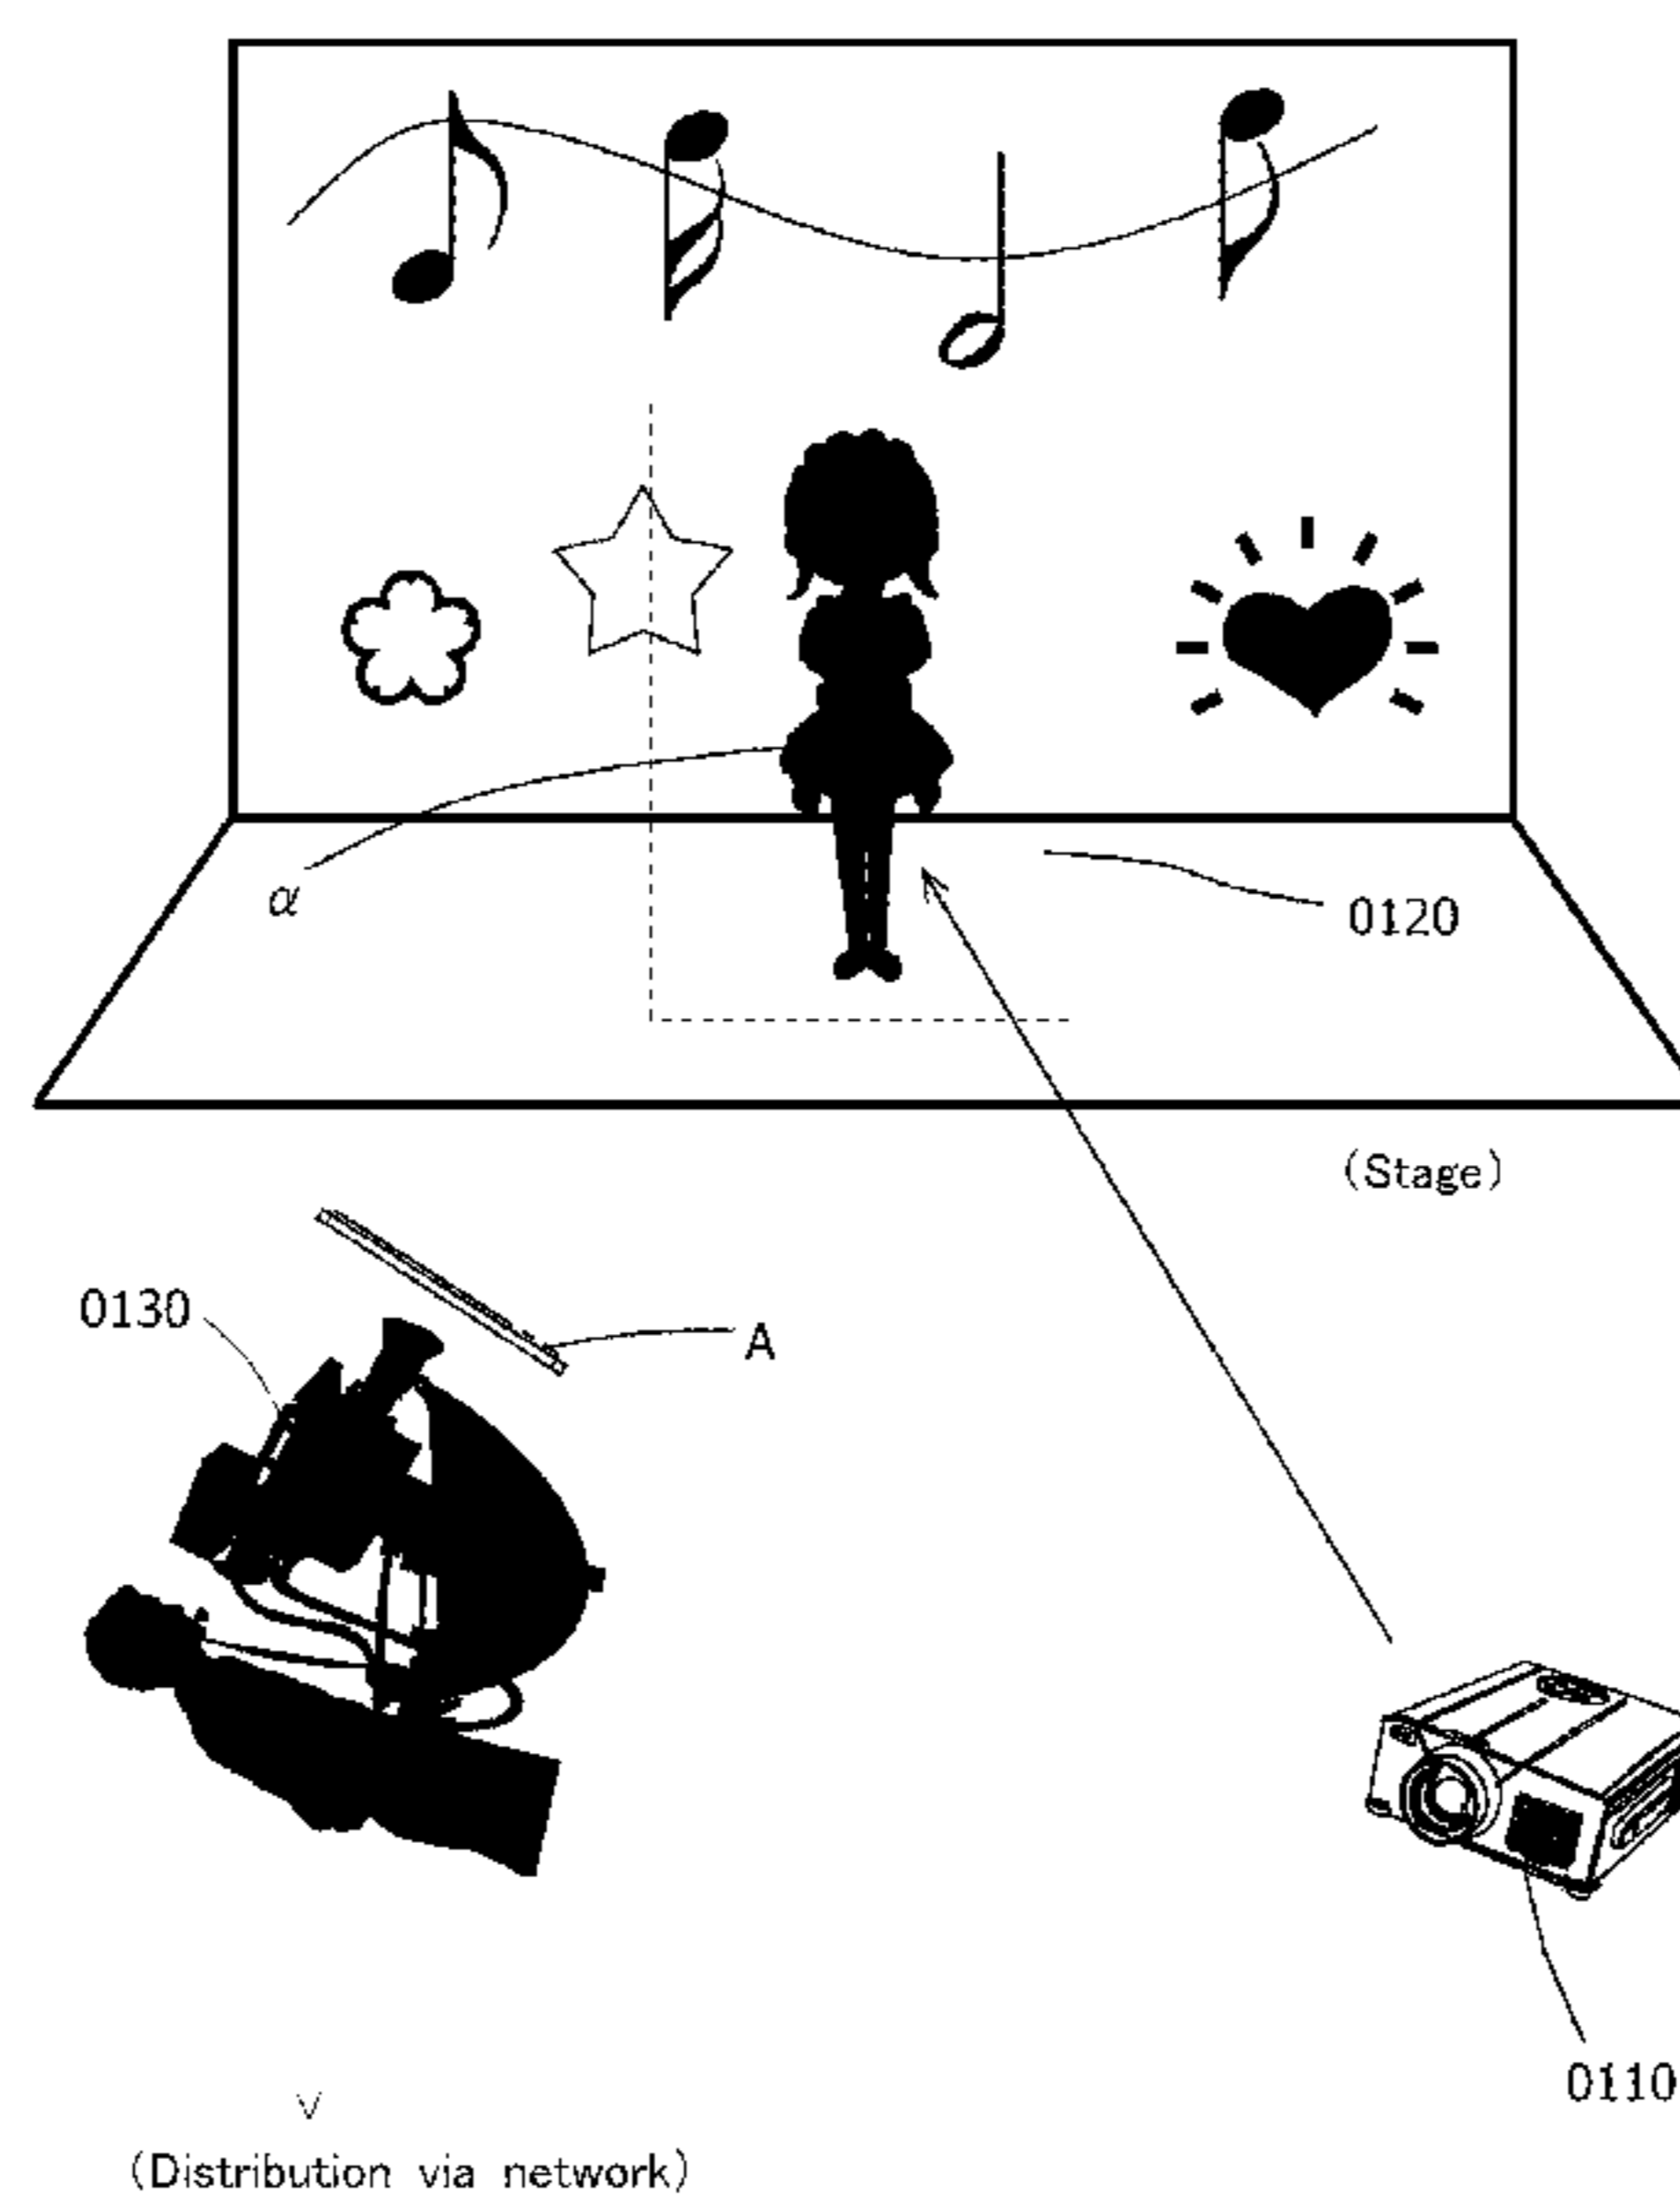 α
0120
(Stage)
0130
A
0110
(Distribution via network)